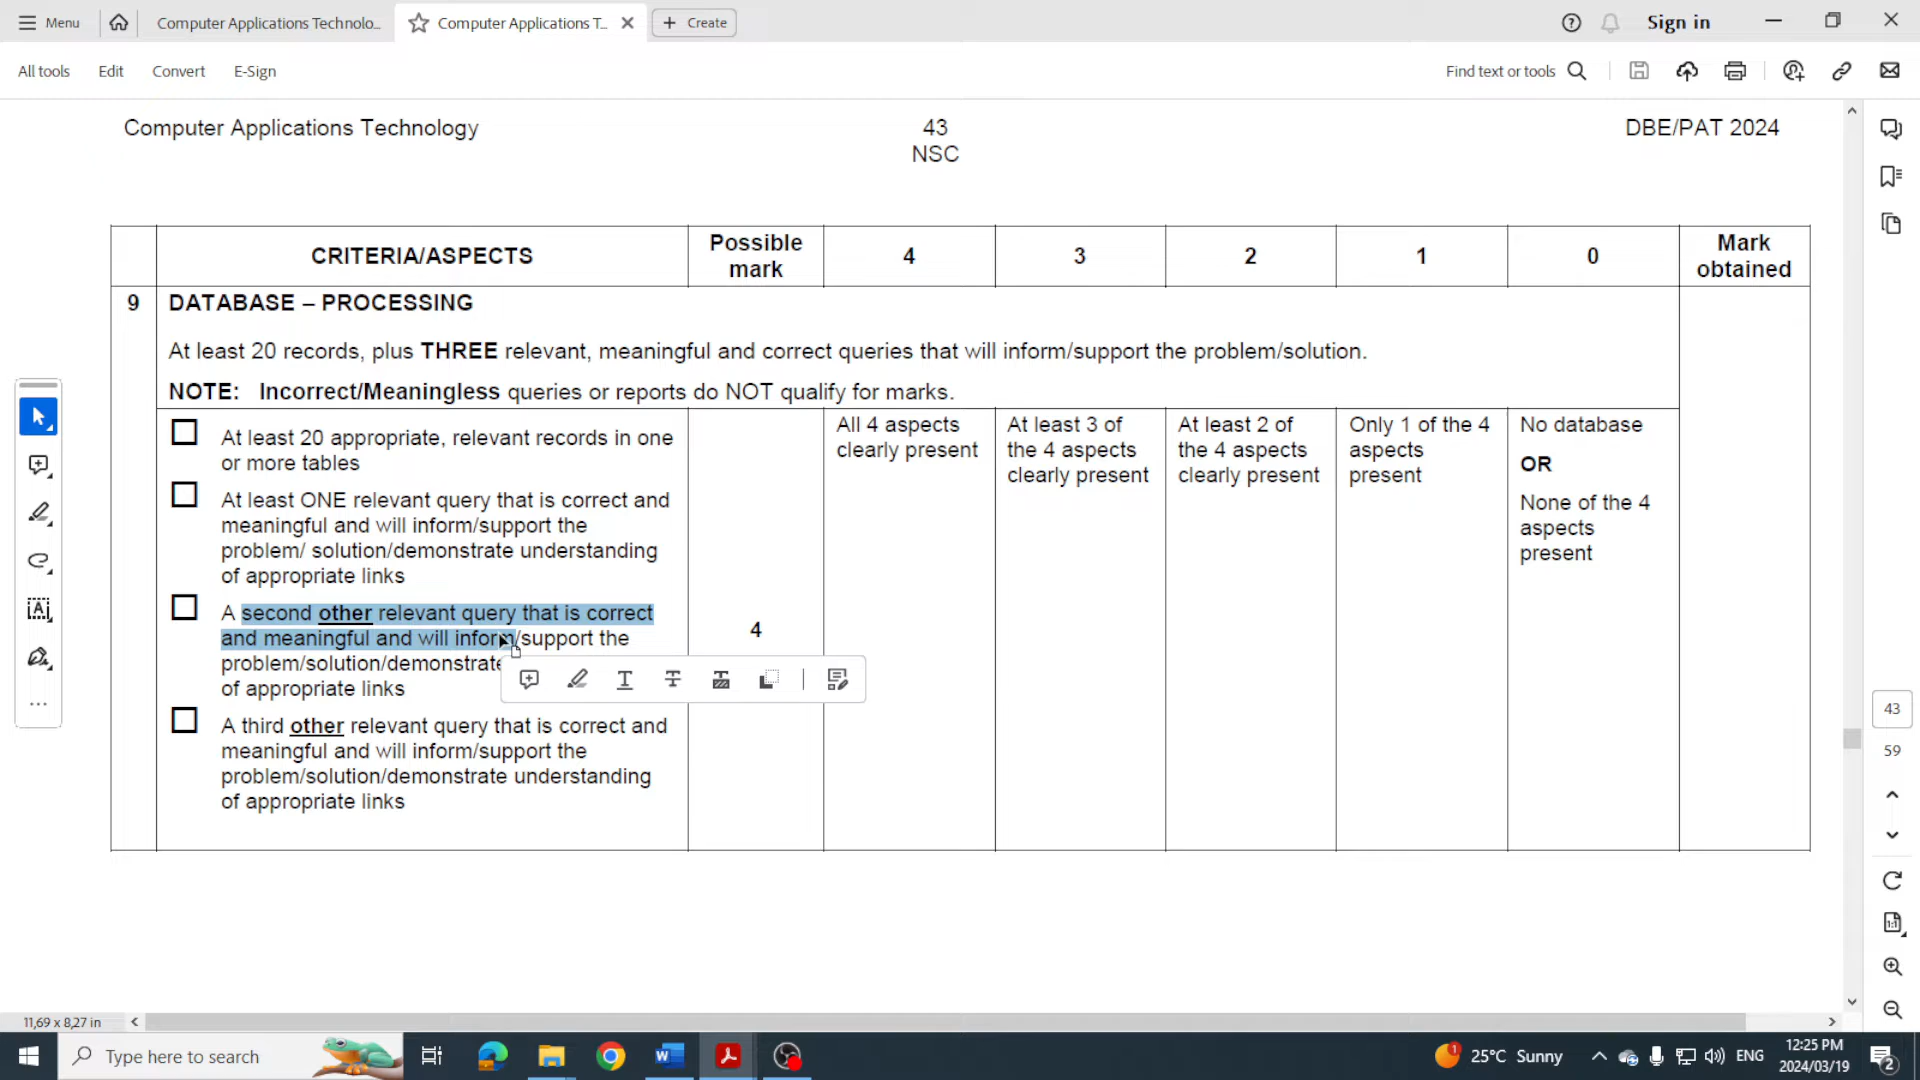 Menu
Computer Applications Technolo...
Computer Applications T...
Create
Sign in
All tools
Edit
Convert
E-Sign
Find text or tools
Computer Applications Technology
43
NSC
DBE/PAT 2024
CRITERIA/ASPECTS
Possible mark
4
3
2
1
0
Mark obtained
9
DATABASE – PROCESSING
At least 20 records, plus THREE relevant, meaningful and correct queries that will inform/support the problem/solution.
NOTE: Incorrect/Meaningless queries or reports do NOT qualify for marks.
At least 20 appropriate, relevant records in one
or more tables
At least ONE relevant query that is correct and
meaningful and will inform/support the
problem/ solution/demonstrate understanding
of appropriate links
A second other relevant query that is correct
and meaningful and will inform/support the
problem/solution/demonstrate
of appropriate links
A third other relevant query that is correct and
meaningful and will inform/support the
problem/solution/demonstrate understanding
of appropriate links
4
All 4 aspects
clearly present
At least 3 of
the 4 aspects
clearly present
At least 2 of
the 4 aspects
clearly present
Only 1 of the 4
aspects
present
No database
OR
None of the 4
aspects
present
43
59
11,69 x 8,27 in
Type here to search
25°C Sunny
ENG
12:25 PM
2024/03/19
2